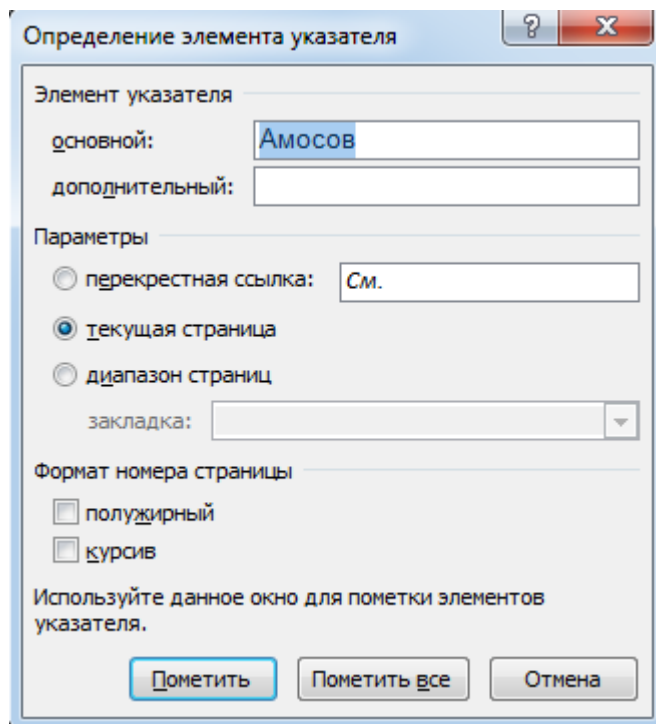 Определение элемента указателя
?
Элемент указателя
основной: Амосов
дополнительный:
Параметры
перекрестная ссылка: См.
текущая страница
диапазон страниц
закладка:
Формат номера страницы
полужирный
курсив
Используйте данное окно для пометки элементов
указателя.
Пометить Пометить все Отмена